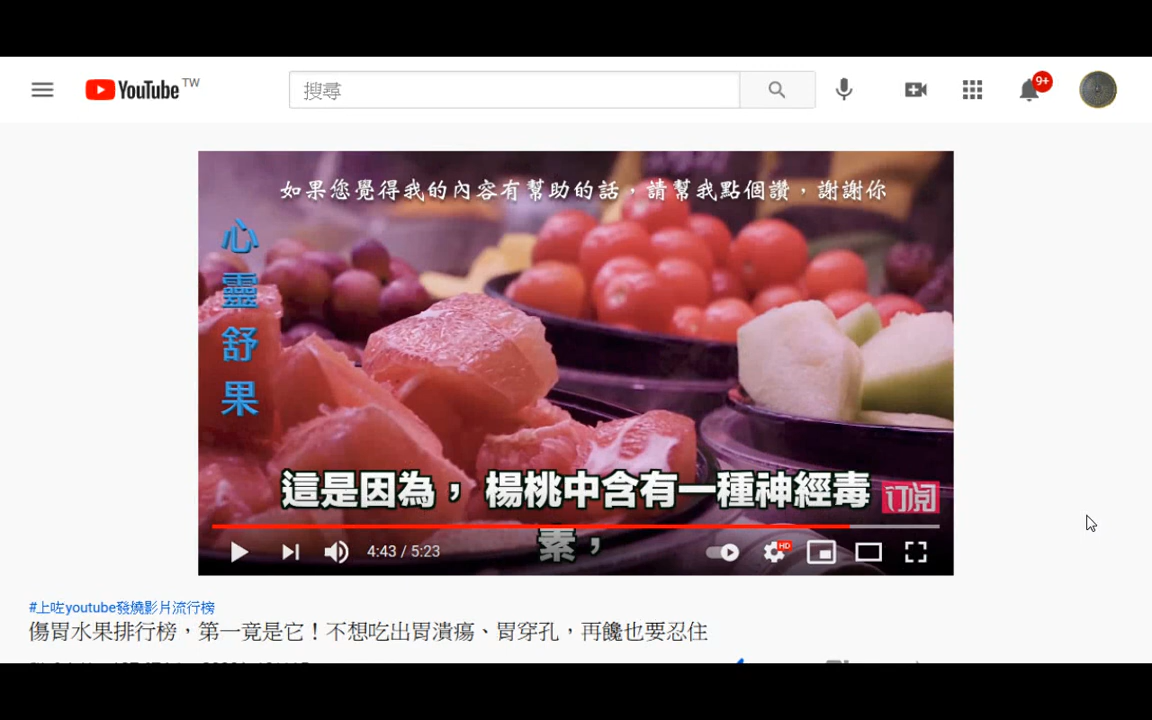 YouTube TW
搜尋
9+
如果您覺得我的內容有幫助的話，請幫我點個讚，謝謝你
心靈舒果
這是因為， 楊桃中含有一種神經毒
素，
订阅
4:43 / 5:23
HD
#上咗youtube發燒影片流行榜
傷胃水果排行榜，第一竟是它！不想吃出胃潰瘍、胃穿孔，再饞也要忍住